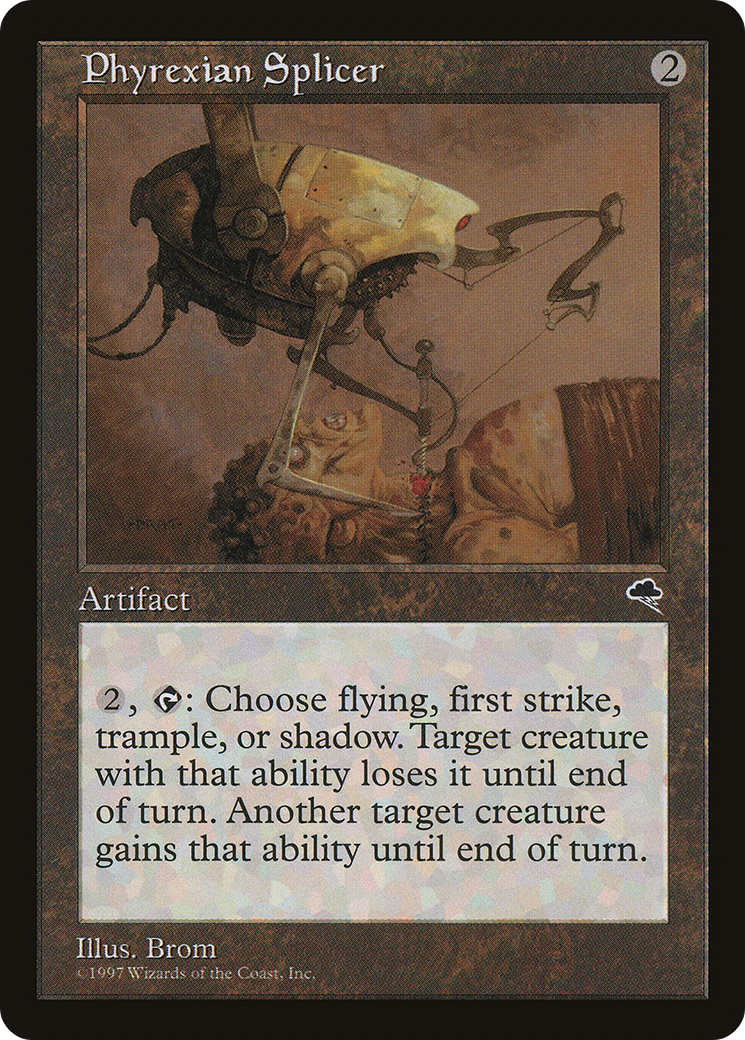 Phyrexian Splicer 2
Artifact
2, : Choose flying, first strike,
trample, or shadow. Target creature
with that ability loses it until end
of turn. Another target creature
gains that ability until end of turn.
Illus. Brom
©1997 Wizards of the Coast, Inc.